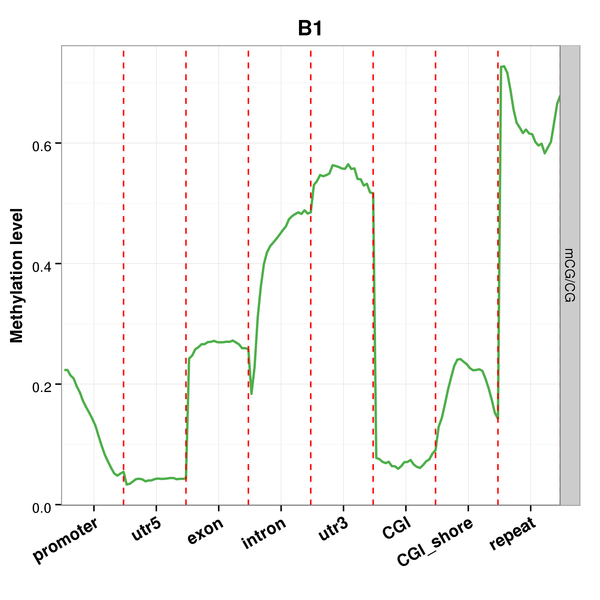 B1
Methylation level
0.6
0.4
0.2
0.0
mCG/CG
promoter
utr5
exon
intron
utr3
CGI
CGI_shore
repeat